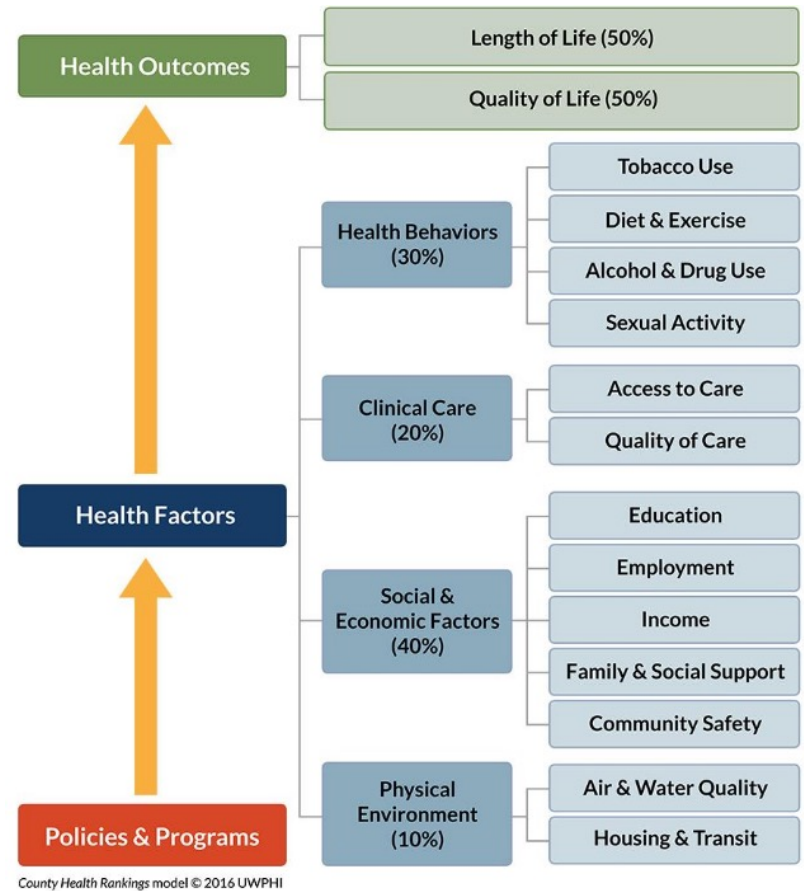 Health Outcomes
Length of Life (50%)
Quality of Life (50%)
Health Behaviors
(30%)
Tobacco Use
Diet & Exercise
Alcohol & Drug Use
Sexual Activity
Clinical Care
(20%)
Access to Care
Quality of Care
Health Factors
Social &
Economic Factors
(40%)
Education
Employment
Income
Family & Social Support
Community Safety
Physical
Environment
(10%)
Air & Water Quality
Housing & Transit
Policies & Programs
County Health Rankings model © 2016 UWPHI